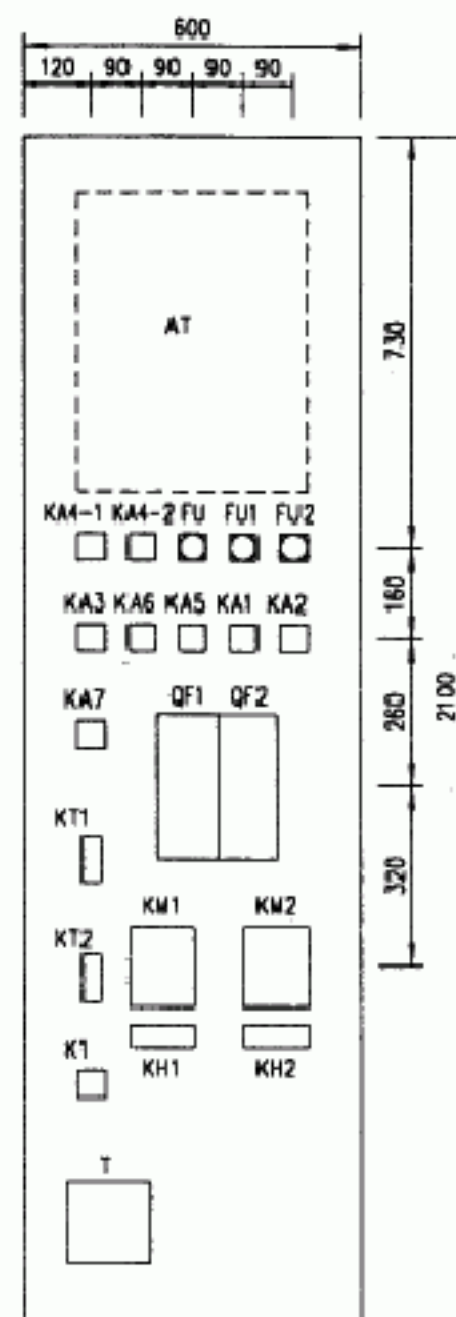 600
120 90 90 90 90
AT
730
KA4-1 KA4-2 FU FU1 FU2
160
KA3 KA6 KA5 KA1 KA2
260
2100
KA7 QF1 QF2
KT1
320
KM1 KM2
KT2
K1 KH1 KH2
T